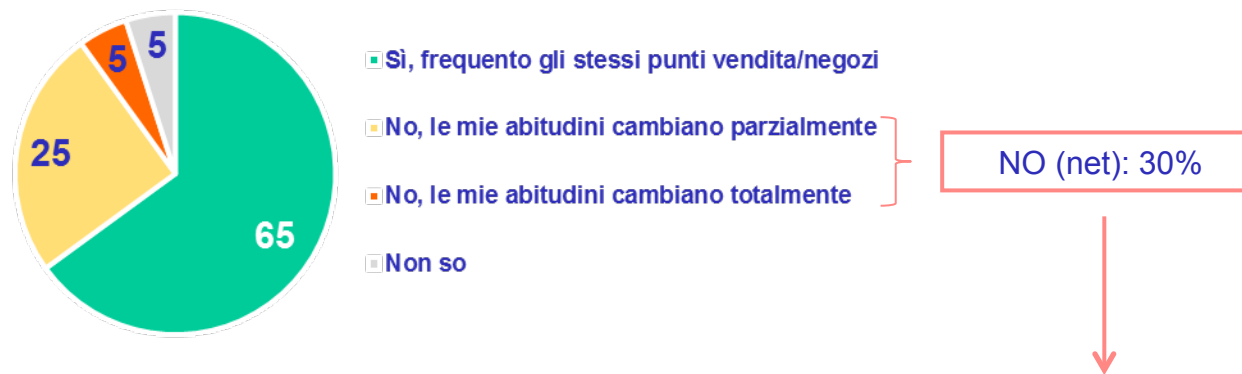 5
5
25
65
Sì, frequento gli stessi punti vendita/negozi
No, le mie abitudini cambiano parzialmente
No, le mie abitudini cambiano totalmente
Non so
NO (net): 30%